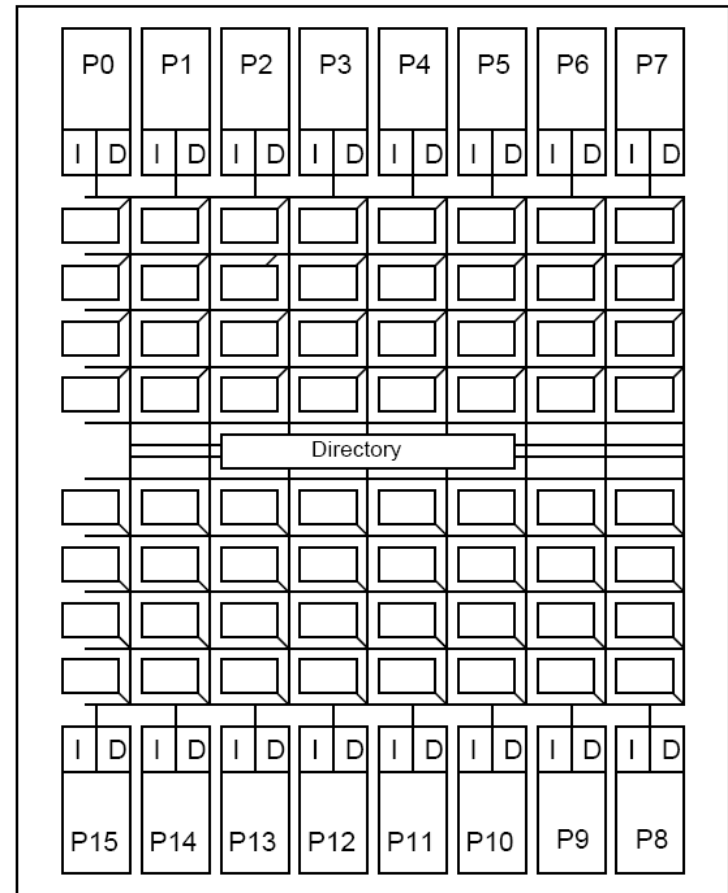 P0 P1 P2 P3 P4 P5 P6 P7
I D I D I D I D I D I D I D I D
Directory
I D I D I D I D I D I D I D I D
P15 P14 P13 P12 P11 P10 P9 P8